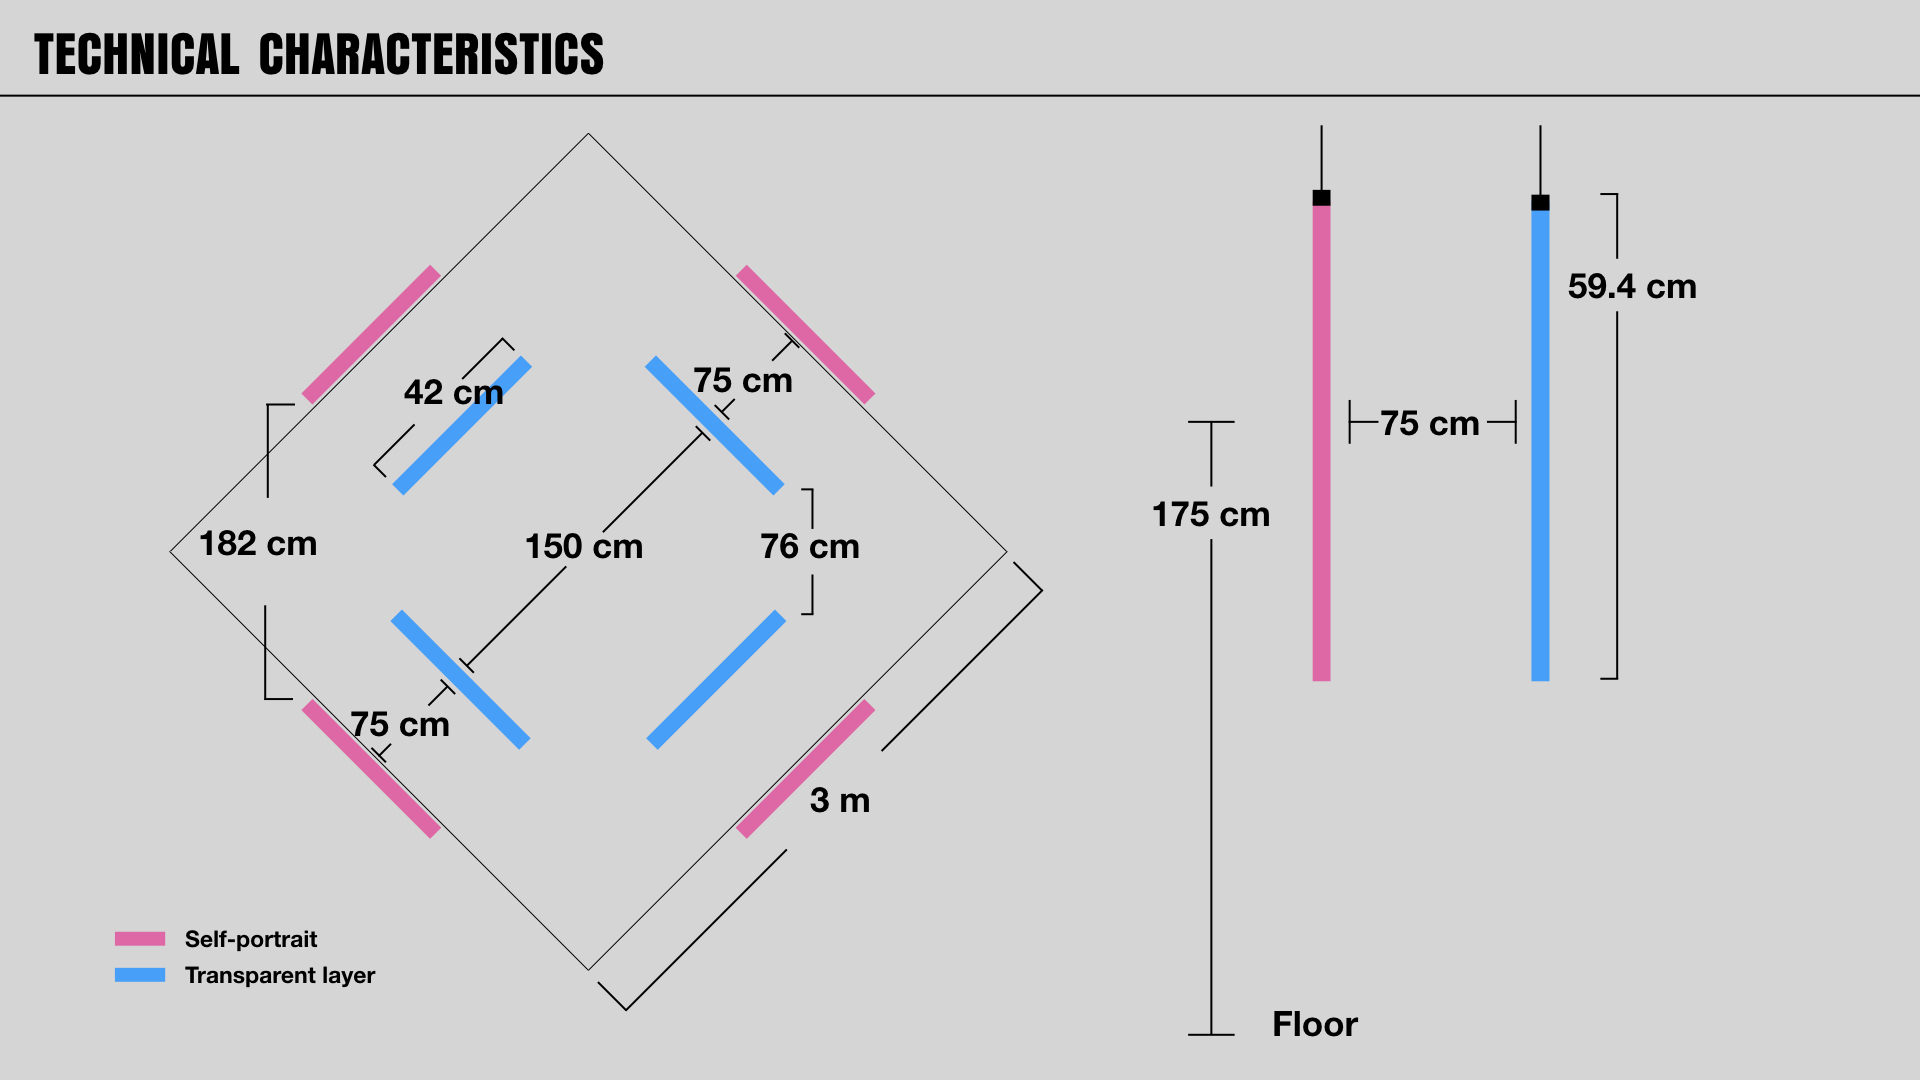 TECHNICAL CHARACTERISTICS
42 cm
75 cm
182 cm
150 cm
76 cm
75 cm
3 m
Self-portrait
Transparent layer
59.4 cm
75 cm
175 cm
Floor